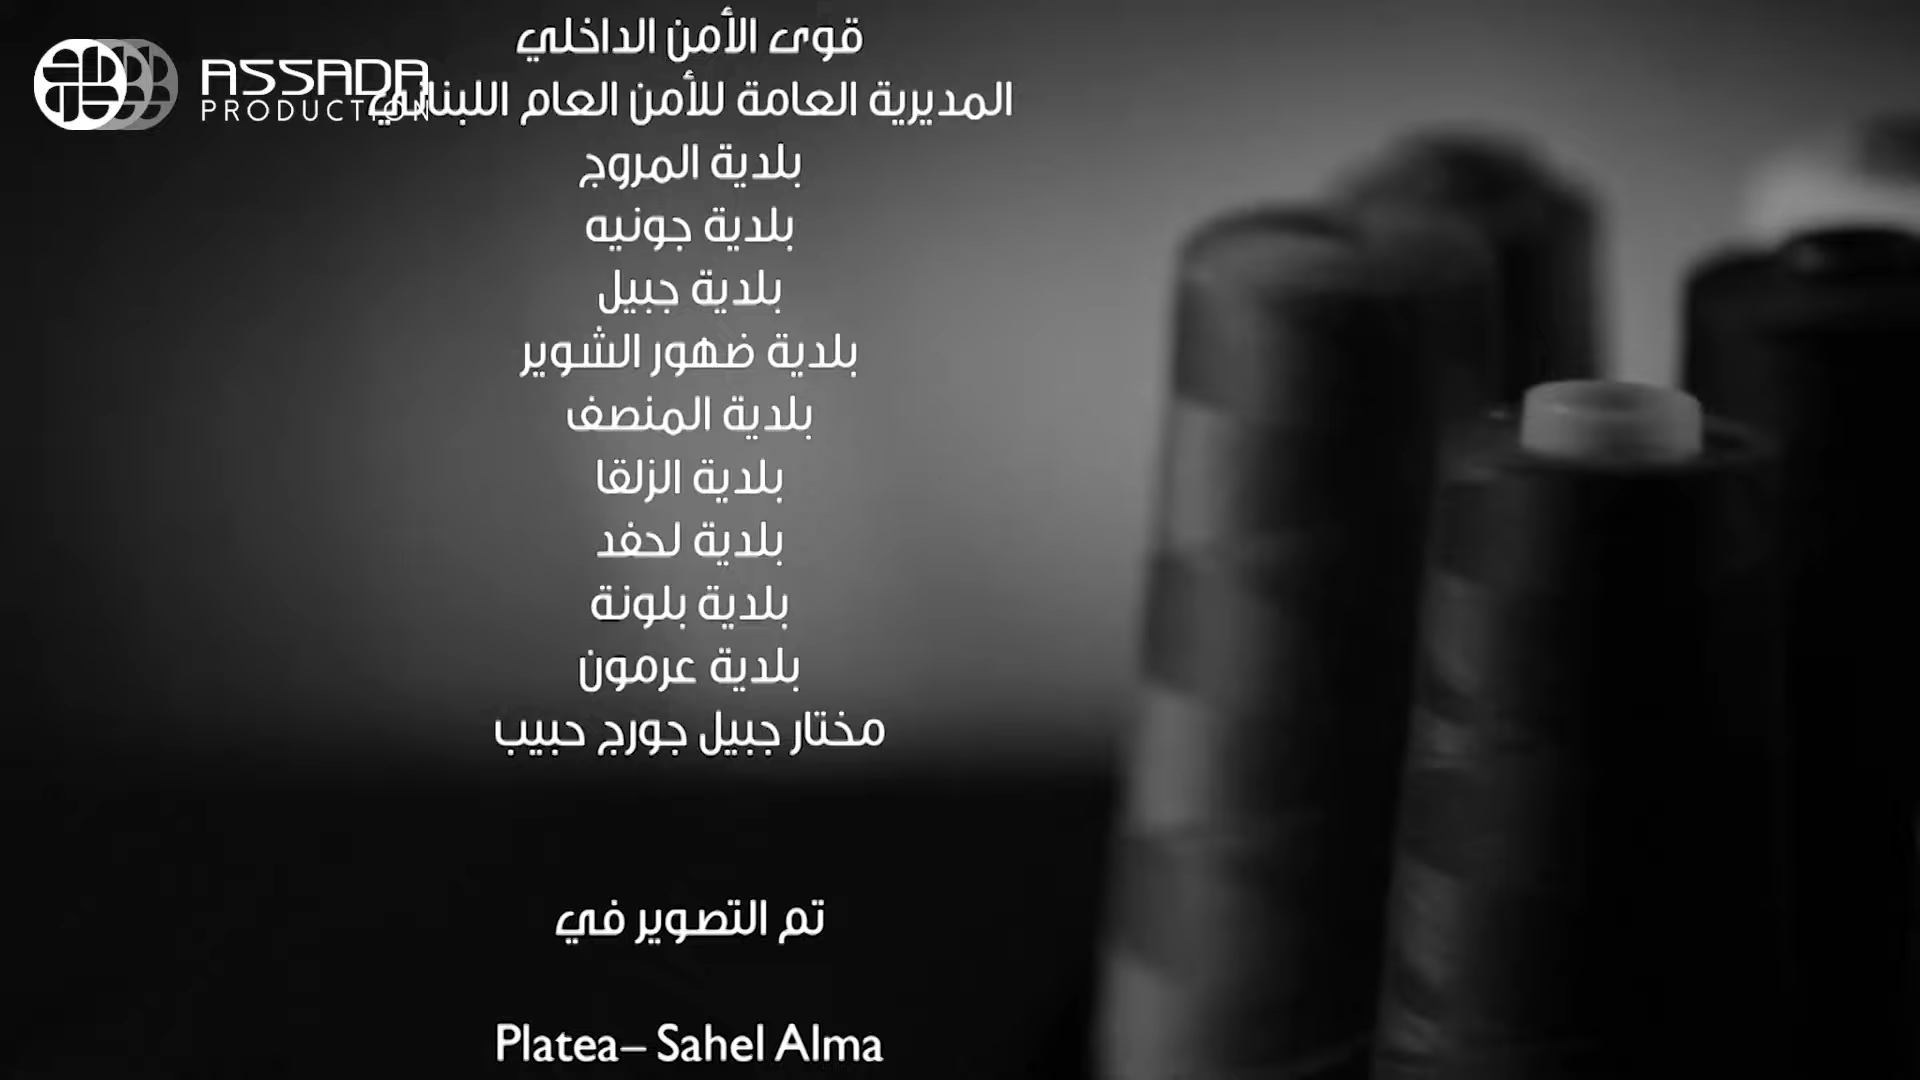 قوى الأمن الداخلي
ASSADA
PRODUCTION
المديرية العامة للأمن العام اللبناني
بلدية المروج
بلدية جونيه
بلدية جبيل
بلدية ضهور الشوير
بلدية المنصف
بلدية الزلقا
بلدية لحفد
بلدية بلونة
بلدية عرمون
مختار جبيل جورج حبيب
تم التصوير في
Platea– Sahel Alma